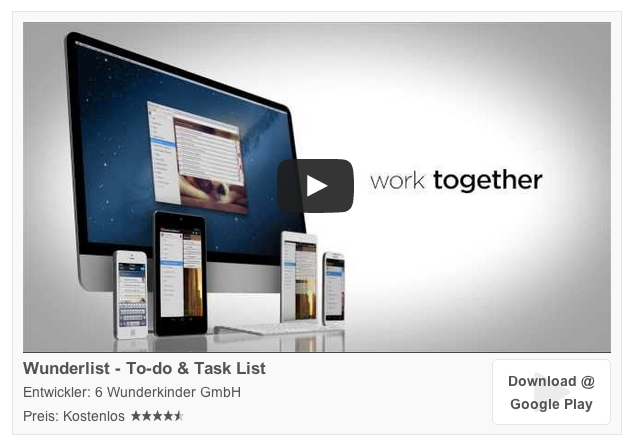 work together
Wunderlist - To-do & Task List
Entwickler: 6 Wunderkinder GmbH
Preis: Kostenlos
Download @
Google Play